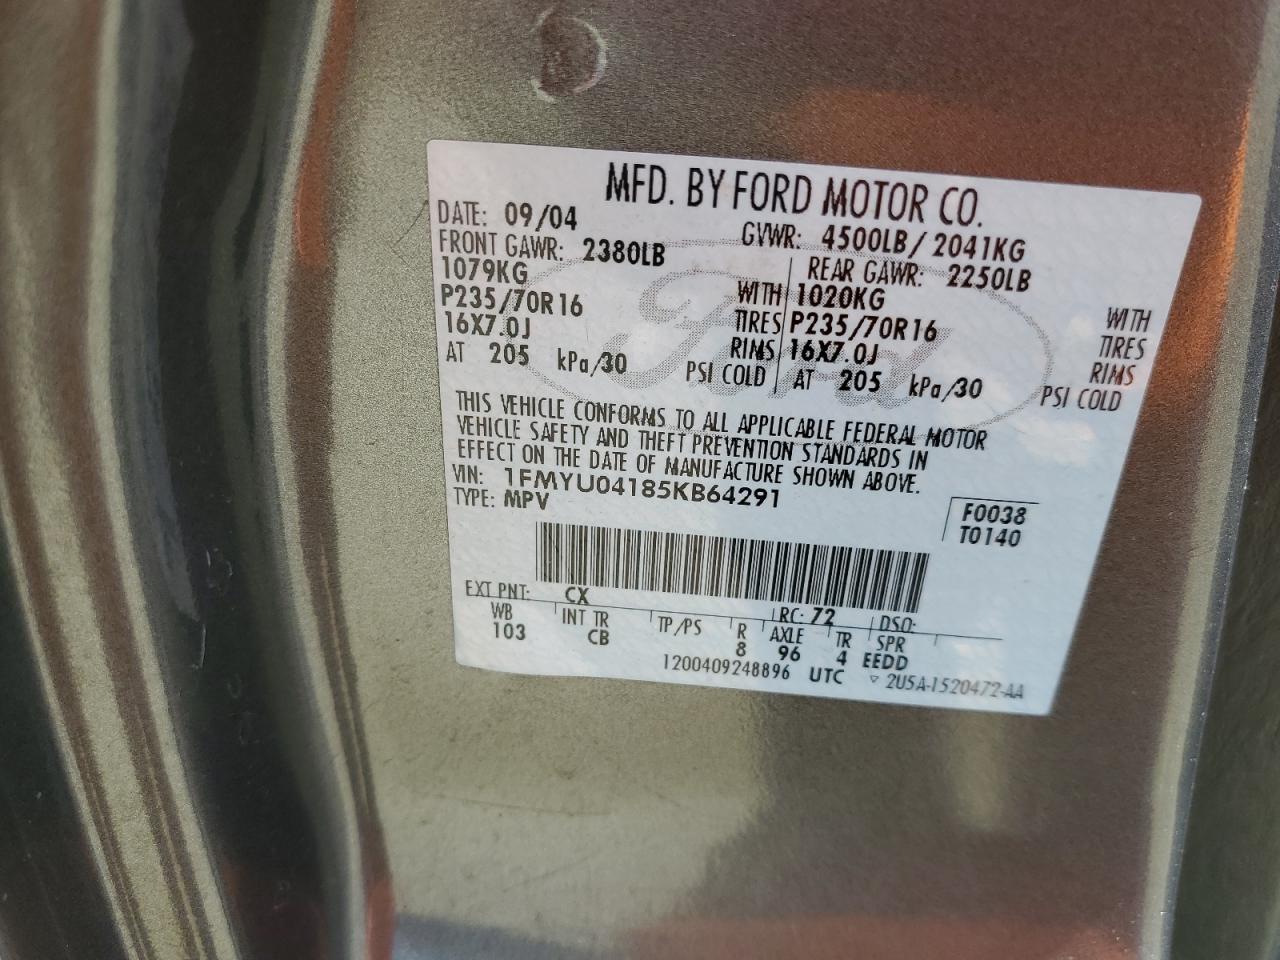 MFD. BY FORD MOTOR CO.
DATE: 09/04 GVWR: 4500LB/2041KG
FRONT GAWR: 2380LB REAR GAWR: 2250LB
1079KG WITH 1020KG WITH
P235/70R16 TIRES P235/70R16 TIRES
16X7.0J RIMS 16X7.0J RIMS
AT 205 kPa/30 PSI COLD AT 205 kPa/30 PSI COLD
Ford
THIS VEHICLE CONFORMS TO ALL APPLICABLE FEDERAL MOTOR
VEHICLE SAFETY AND THEFT PREVENTION STANDARDS IN
EFFECT ON THE DATE OF MANUFACTURE SHOWN ABOVE.
VIN: 1FMYU04185KB64291
TYPE: MPV
F0038
T0140
EXT PNT: CX RC: 72 DSO:
WB INT TR TP/PS R AXLE TR SPR
103 CB 8 96 4 EEDD
1200409248896 UTC ▽ 2U5A-1520472-AA